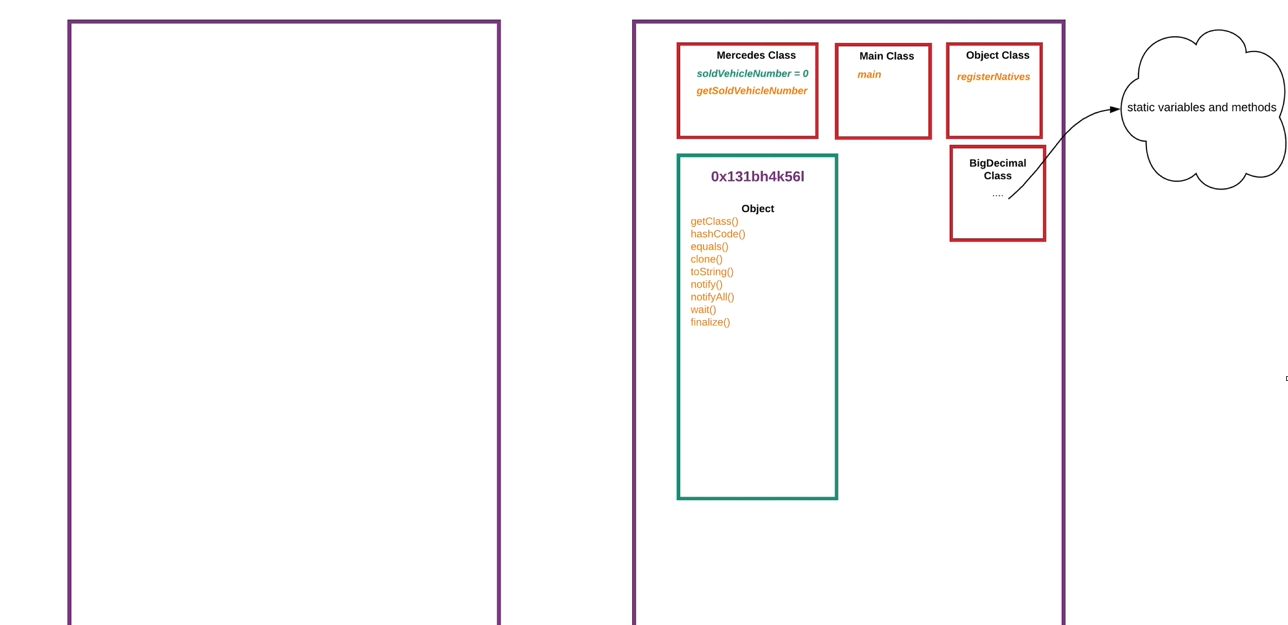 Mercedes Class
soldVehicleNumber = 0
getSoldVehicleNumber
Main Class
main
Object Class
registerNatives
static variables and methods
BigDecimal
Class
....
0x131bh4k56l
Object
getClass()
hashCode()
equals()
clone()
toString()
notify()
notifyAll()
wait()
finalize()